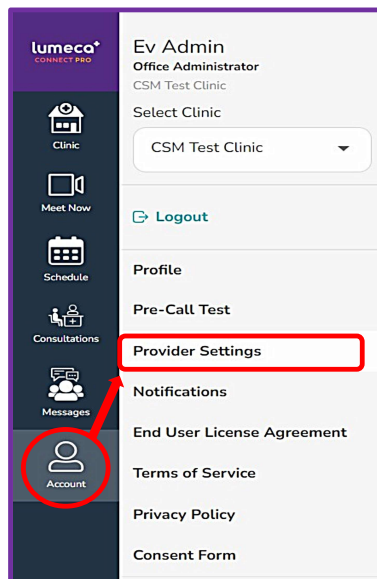 lumeca+
CONNECT PRO
Clinic
Meet Now
Schedule
Consultations
Messages
Account
Ev Admin
Office Administrator
CSM Test Clinic
Select Clinic
CSM Test Clinic
Logout
Profile
Pre-Call Test
Provider Settings
Notifications
End User License Agreement
Terms of Service
Privacy Policy
Consent Form